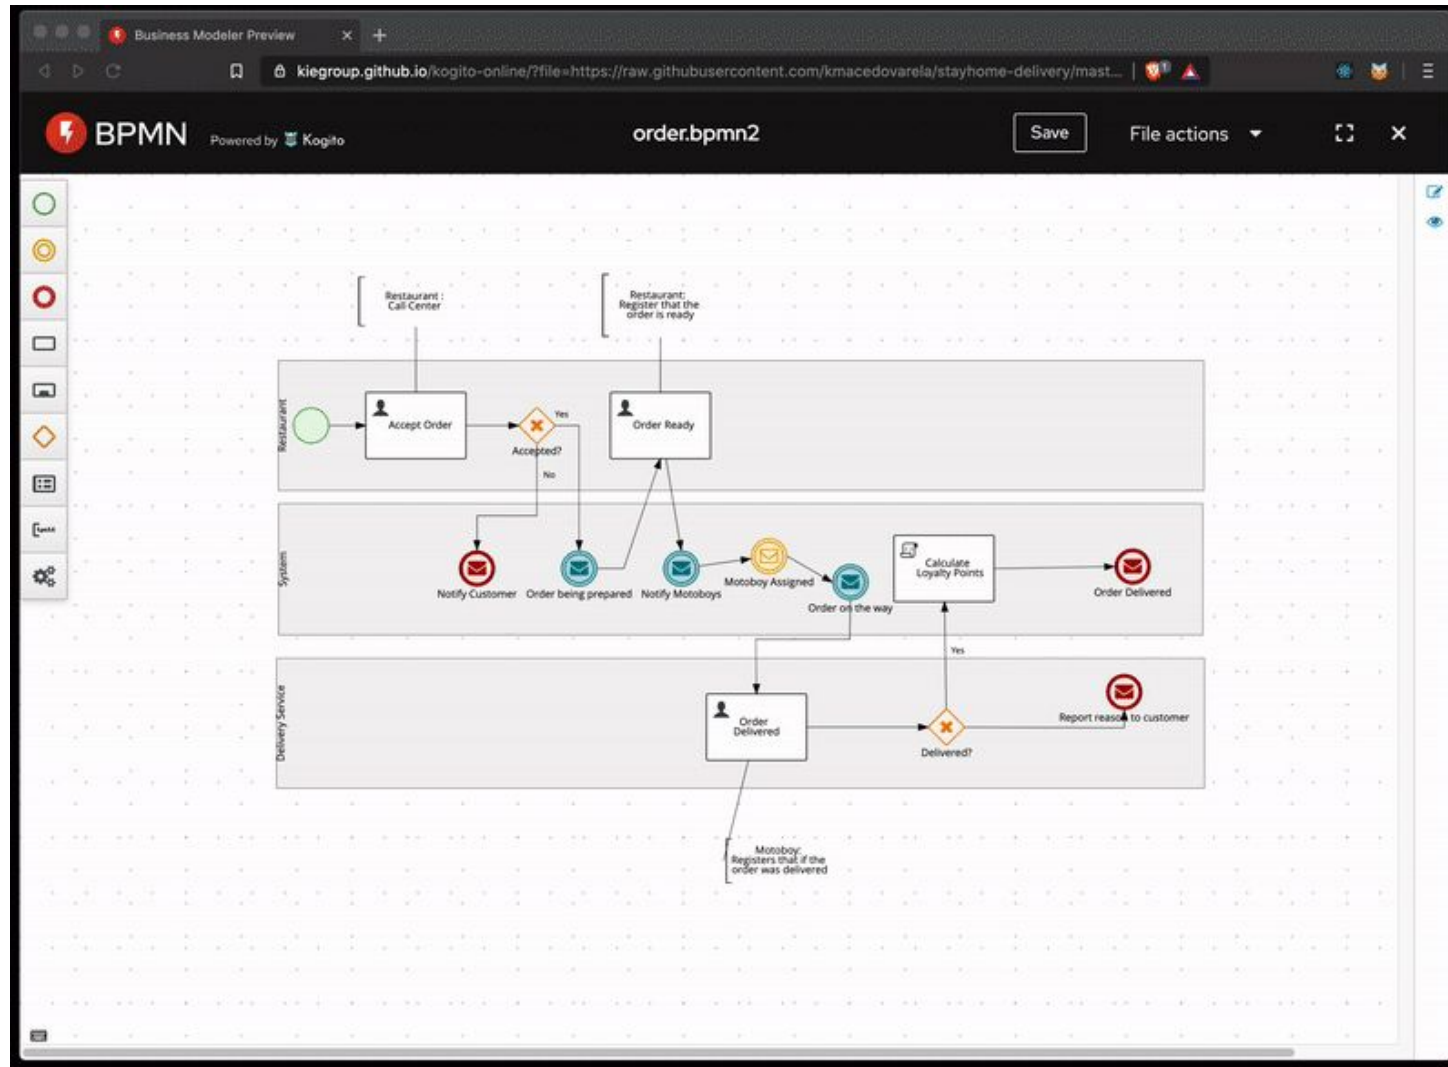 Business Modeler Preview
kiegroup.github.io/kogito-online/?file=https://raw.githubusercontent.com/kmacedovarela/stayhome-delivery/mast...
BPMN
Powered by Kogito
order.bpmn2
Save
File actions
Restaurant :
Call Center
Restaurant:
Register that the
order is ready
Restaurant
Accept Order
Yes
Accepted?
No
Order Ready
System
Notify Customer
Order being prepared
Notify Motoboys
Motoboy Assigned
Order on the way
Calculate
Loyalty Points
Order Delivered
Yes
Delivery Service
Order
Delivered
Delivered?
Report reason to customer
Motoboy:
Registers that if the
order was delivered